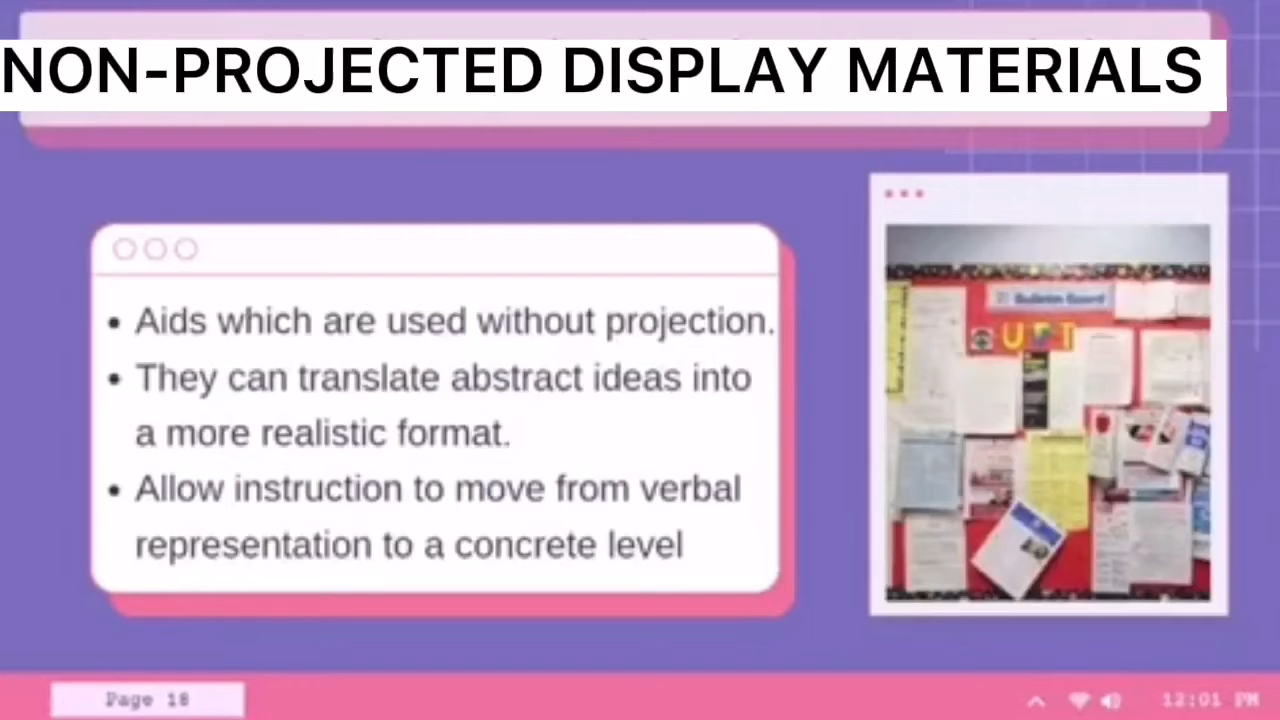 NON-PROJECTED DISPLAY MATERIALS
• Aids which are used without projection.
• They can translate abstract ideas into
a more realistic format.
• Allow instruction to move from verbal
representation to a concrete level
Bulletin Board
Page 18
12:01 PM